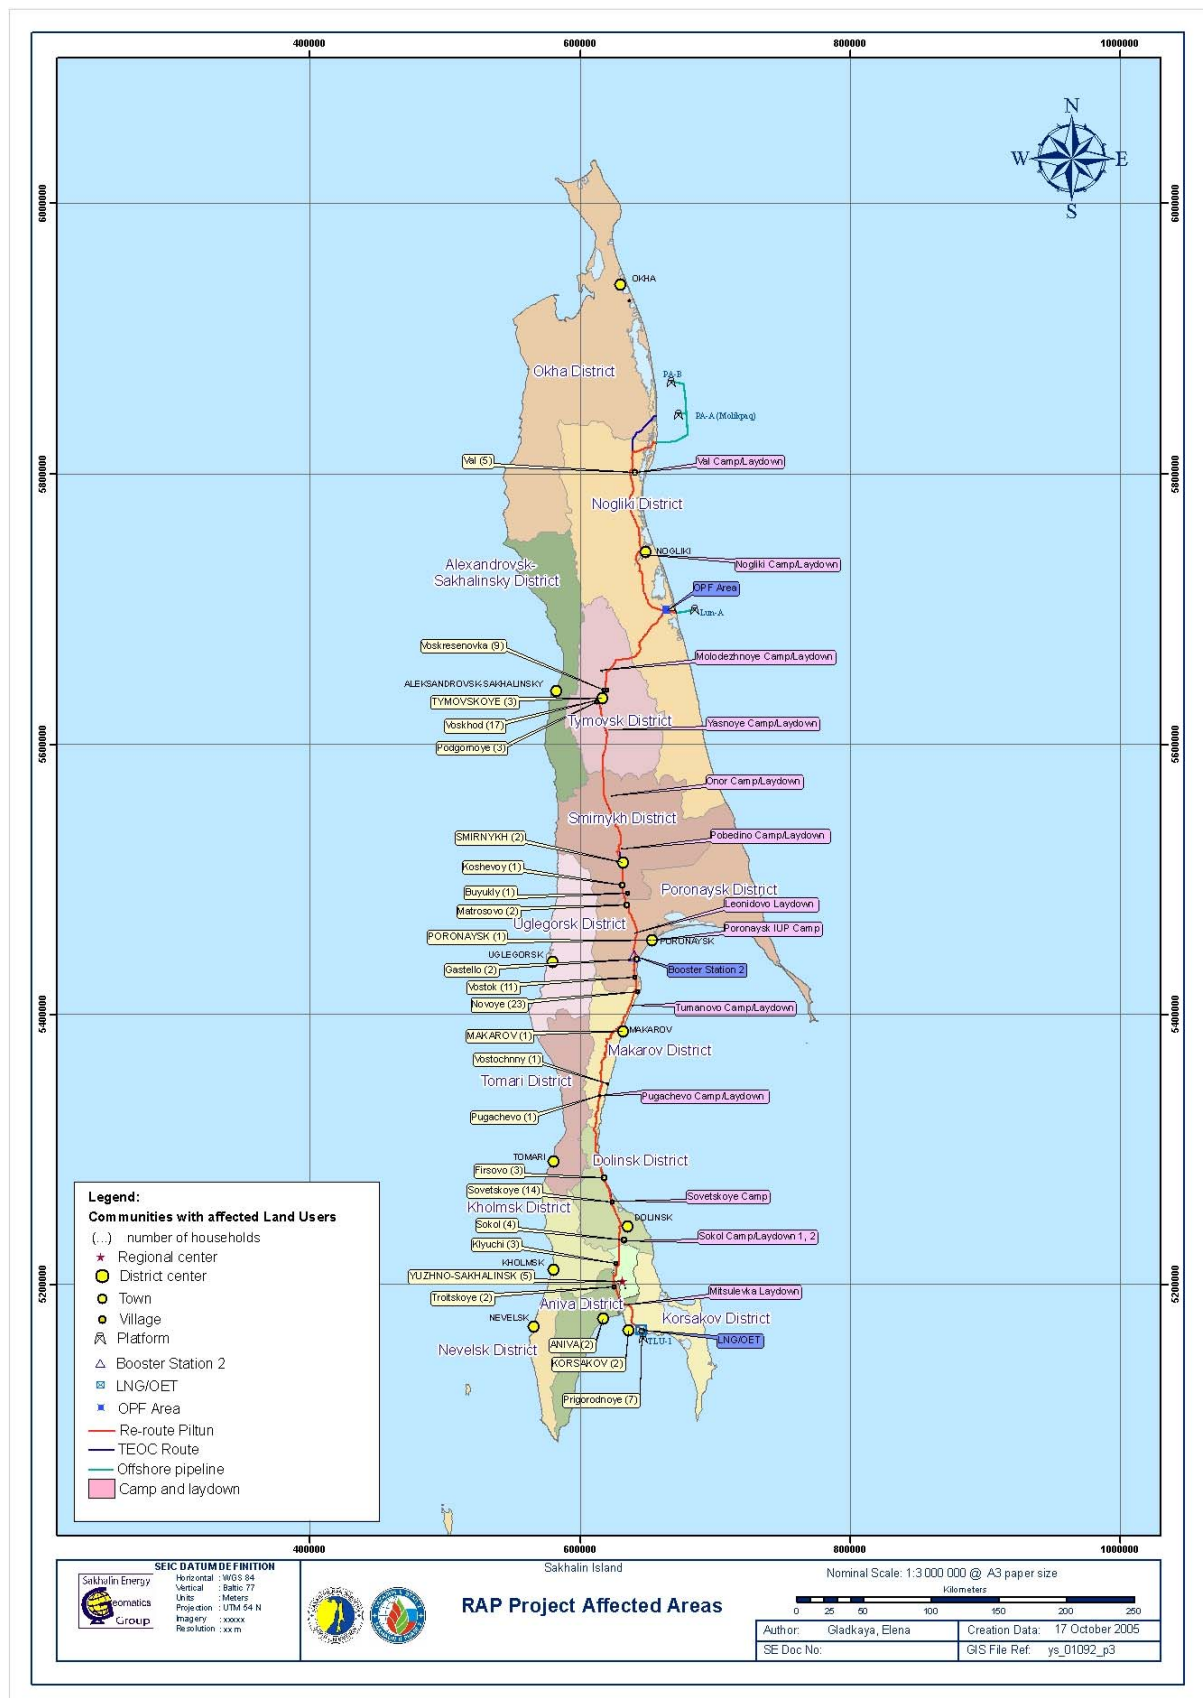 400000
600000
800000
1000000
N
W
E
S
6000000
6000000
OKHA
Okha District
PA-B
PA-A (Molikpaq)
Val (5)
Val Camp/Laydown
5800000
5800000
Nogliki District
NOGLIKI
Nogliki Camp/Laydown
Alexandrovsk-
Sakhalinsky District
OPF Area
Lun-A
Voskresenovka (9)
Molodezhnoye Camp/Laydown
ALEKSANDROVSK-SAKHALINSKY
TYMOVSKOYE (3)
Voskhod (17)
Tymovsk District
Yasnoye Camp/Laydown
Podgornoye (3)
5600000
5600000
Onor Camp/Laydown
Smirnykh District
SMIRNYKH (2)
Pobedino Camp/Laydown
Koshevoy (1)
Buyukly (1)
Poronaysk District
Matrosovo (2)
Leonidovo Laydown
Uglegorsk District
PORONAYSK (1)
Poronaysk IUP Camp
PORONAYSK
UGLEGORSK
Gastello (2)
Booster Station 2
Vostok (11)
Novoye (23)
Tumanovo Camp/Laydown
5400000
5400000
MAKAROV (1)
MAKAROV
Makarov District
Vostochnny (1)
Tomari District
Pugachevo Camp/Laydown
Pugachevo (1)
TOMARI
Dolinsk District
Firsovo (3)
Sovetskoye (14)
Sovetskoye Camp
Kholmsk District
DOLINSK
Sokol (4)
Sokol Camp/Laydown 1, 2
Klyuchi (3)
KHOLMSK
YUZHNO-SAKHALINSK (5)
5200000
5200000
Troitskoye (2)
Mitsulevka Laydown
Aniva District
NEVELSK
Korsakov District
Nevelsk District
ANIVA (2)
TLU-1
LNG/OET
KORSAKOV (2)
Prigorodnoye (7)
Legend:
Communities with affected Land Users
(...) number of households
Regional center
District center
Town
Village
Platform
Booster Station 2
LNG/OET
OPF Area
Re-route Piltun
TEOC Route
Offshore pipeline
Camp and laydown
400000
600000
800000
1000000
Sakhalin Energy
Geomatics
Group
SEIC DATUM DEFINITION
Horizontal : WGS 84
Vertical : Baltic 77
Units : Meters
Projection : UTM 54 N
Imagery : xxxxx
Resolution : xx m
Sakhalin Island
RAP Project Affected Areas
Nominal Scale: 1:3 000 000 @ A3 paper size
Kilometers
0 25 50 100 150 200 250
Author: Gladkaya, Elena
Creation Data: 17 October 2005
SE Doc No:
GIS File Ref: ys_01092_p3